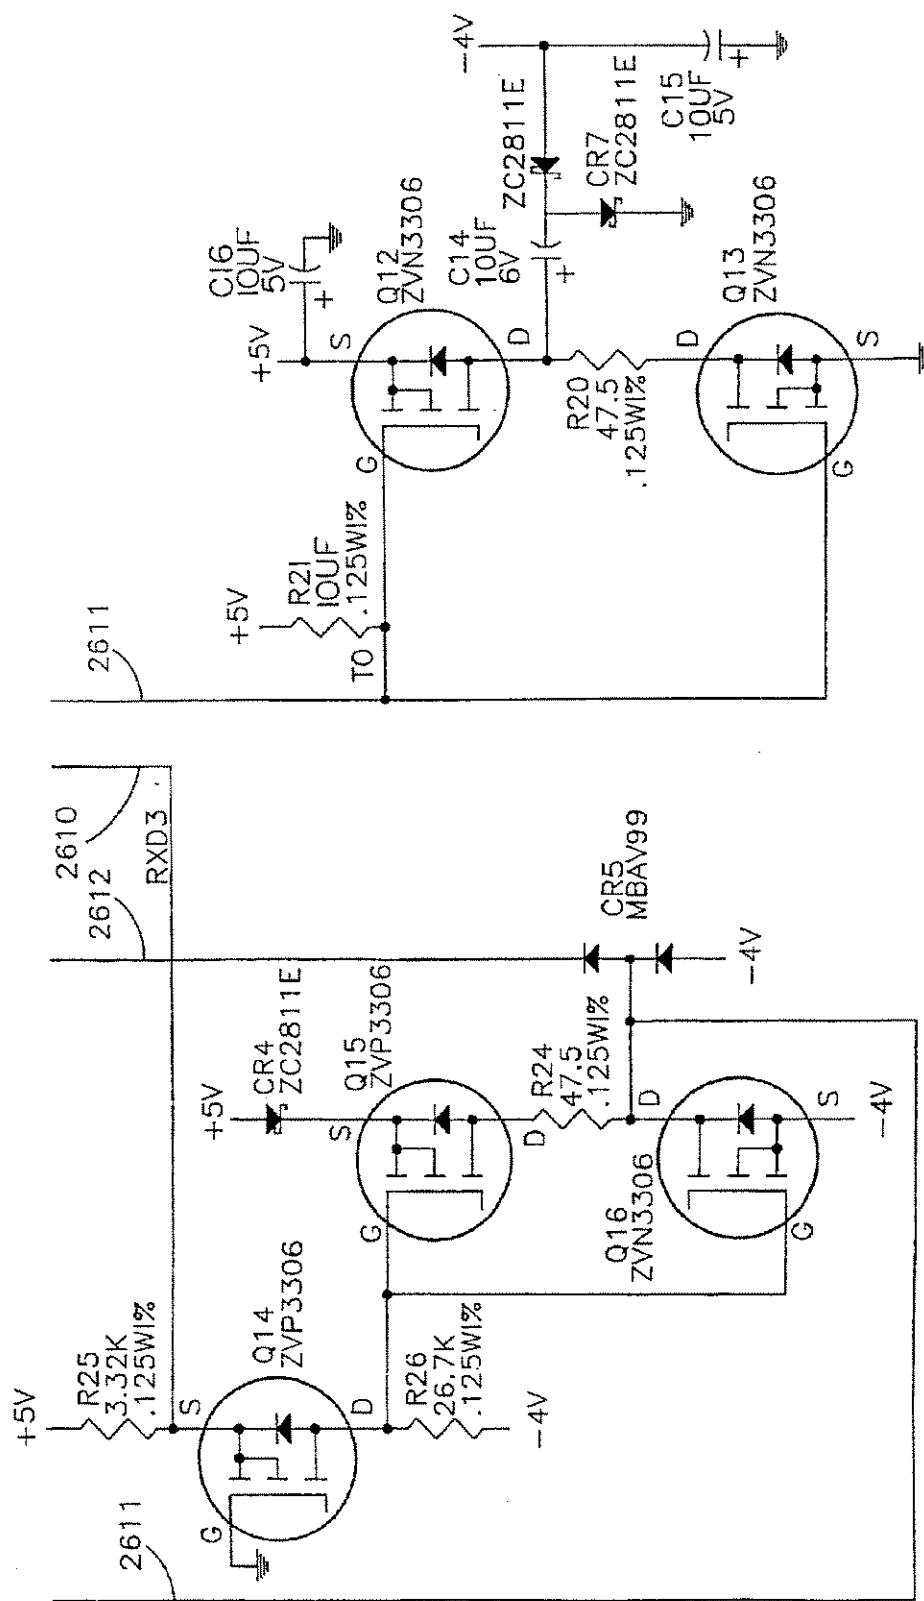 +5V
R25
3.32K
.125W1%
2611
G
S
Q14
ZVP3306
D
R26
26.7K
.125W1%
-4V
2612
2610
RXD3
+5V
CR4
ZC2811E
S
Q15
ZVP3306
G
D
R24
47.5
.125W1%
D
Q16
ZVN3306
G
S
-4V
CR5
MBAV99
-4V
2611
+5V
R21
10UF
.125W1%
TO
+5V
C16
10UF
5V
+
S
Q12
ZVN3306
G
D
C14
10UF
6V
+
R20
47.5
.125W1%
D
Q13
ZVN3306
G
S
-4V
ZC2811E
CR7
ZC2811E
C15
10UF
5V
+